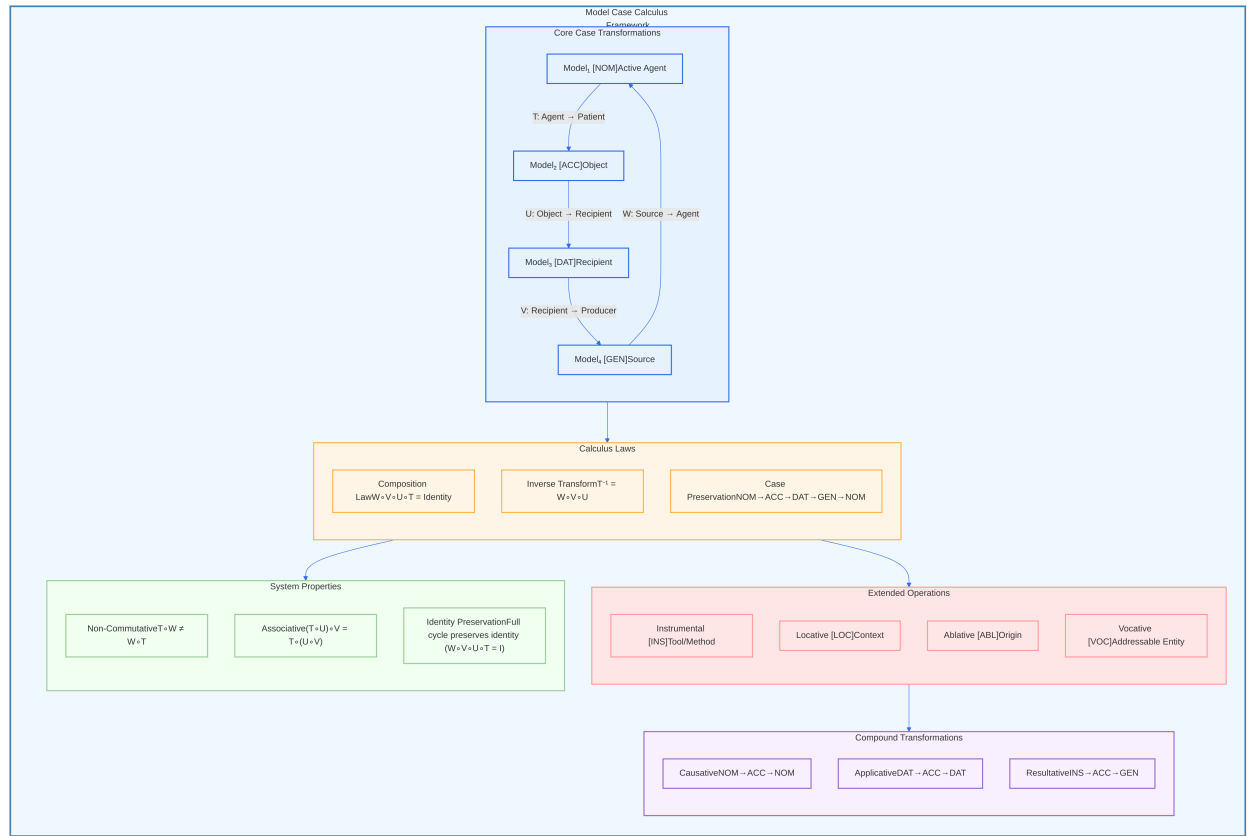 Model Case Calculus
Framework
Core Case Transformations
Model₁ [NOM]Active Agent
T: Agent → Patient
Model₂ [ACC]Object
U: Object → Recipient
W: Source → Agent
Model₃ [DAT]Recipient
V: Recipient → Producer
Model₄ [GEN]Source
Calculus Laws
Composition
LawW∘V∘U∘T = Identity
Inverse TransformT⁻¹ =
W∘V∘U
Case
PreservationNOM→ACC→DAT→GEN→NOM
System Properties
Non-CommutativeT∘W ≠
W∘T
Associative(T∘U)∘V =
T∘(U∘V)
Identity PreservationFull
cycle preserves identity
(W∘V∘U∘T = I)
Extended Operations
Instrumental
[INS]Tool/Method
Locative [LOC]Context
Ablative [ABL]Origin
Vocative
[VOC]Addressable Entity
Compound Transformations
CausativeNOM→ACC→NOM
ApplicativeDAT→ACC→DAT
ResultativeINS→ACC→GEN